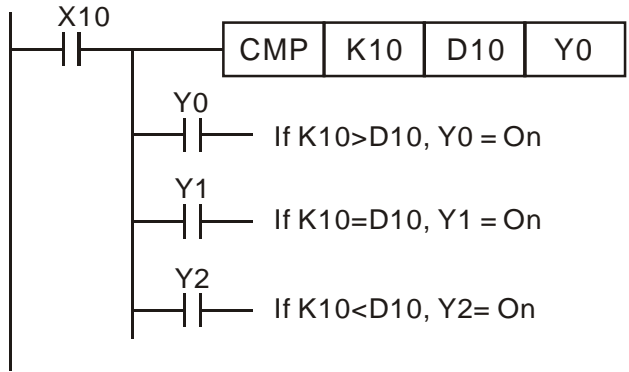 X10
CMP K10 D10 Y0
Y0
If K10>D10, Y0 = On
Y1
If K10=D10, Y1 = On
Y2
If K10<D10, Y2= On